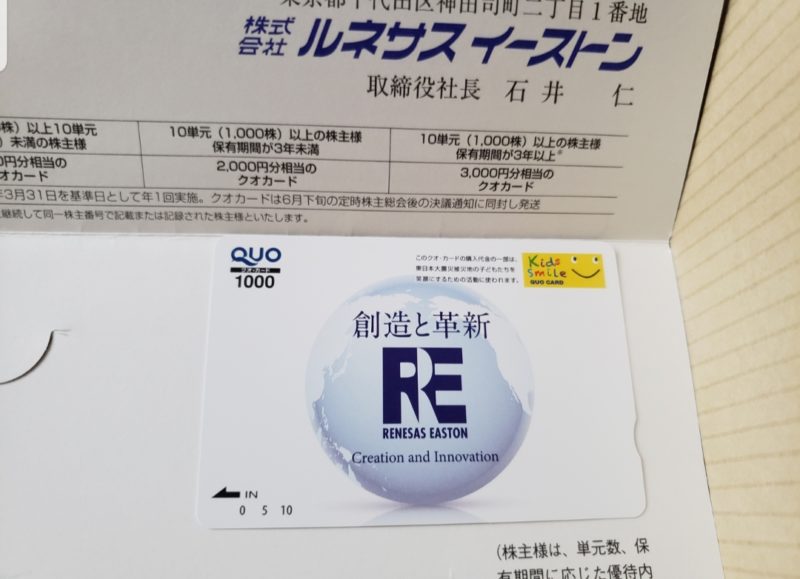 東京都千代田区神田司町二丁目1番地
株式会社 ルネサスイーストン
取締役社長 石井 仁
株）以上10単元
）未満の株主様
10単元（1,000株）以上の株主様
保有期間が3年未満
10単元（1,000株）以上の株主様
保有期間が3年以上※
円分相当の
クオカード
2,000円分相当の
クオカード
3,000円分相当の
クオカード
年3月31日を基準日として年1回実施。クオカードは6月下旬の定時株主総会後の決議通知に同封し発送
継続して同一株主番号で記載または記録された株主様といたします。
QUO
クオ・カード
1000
このクオ・カードの購入代金の一部は、
東日本大震災被災地の子どもたちを
笑顔にするための活動に使われます。
Kids
Smile
QUO CARD
創造と革新
RE
RENESAS EASTON
Creation and Innovation
IN
0 5 10
（株主様は、単元数、保
有期間に応じた優待内